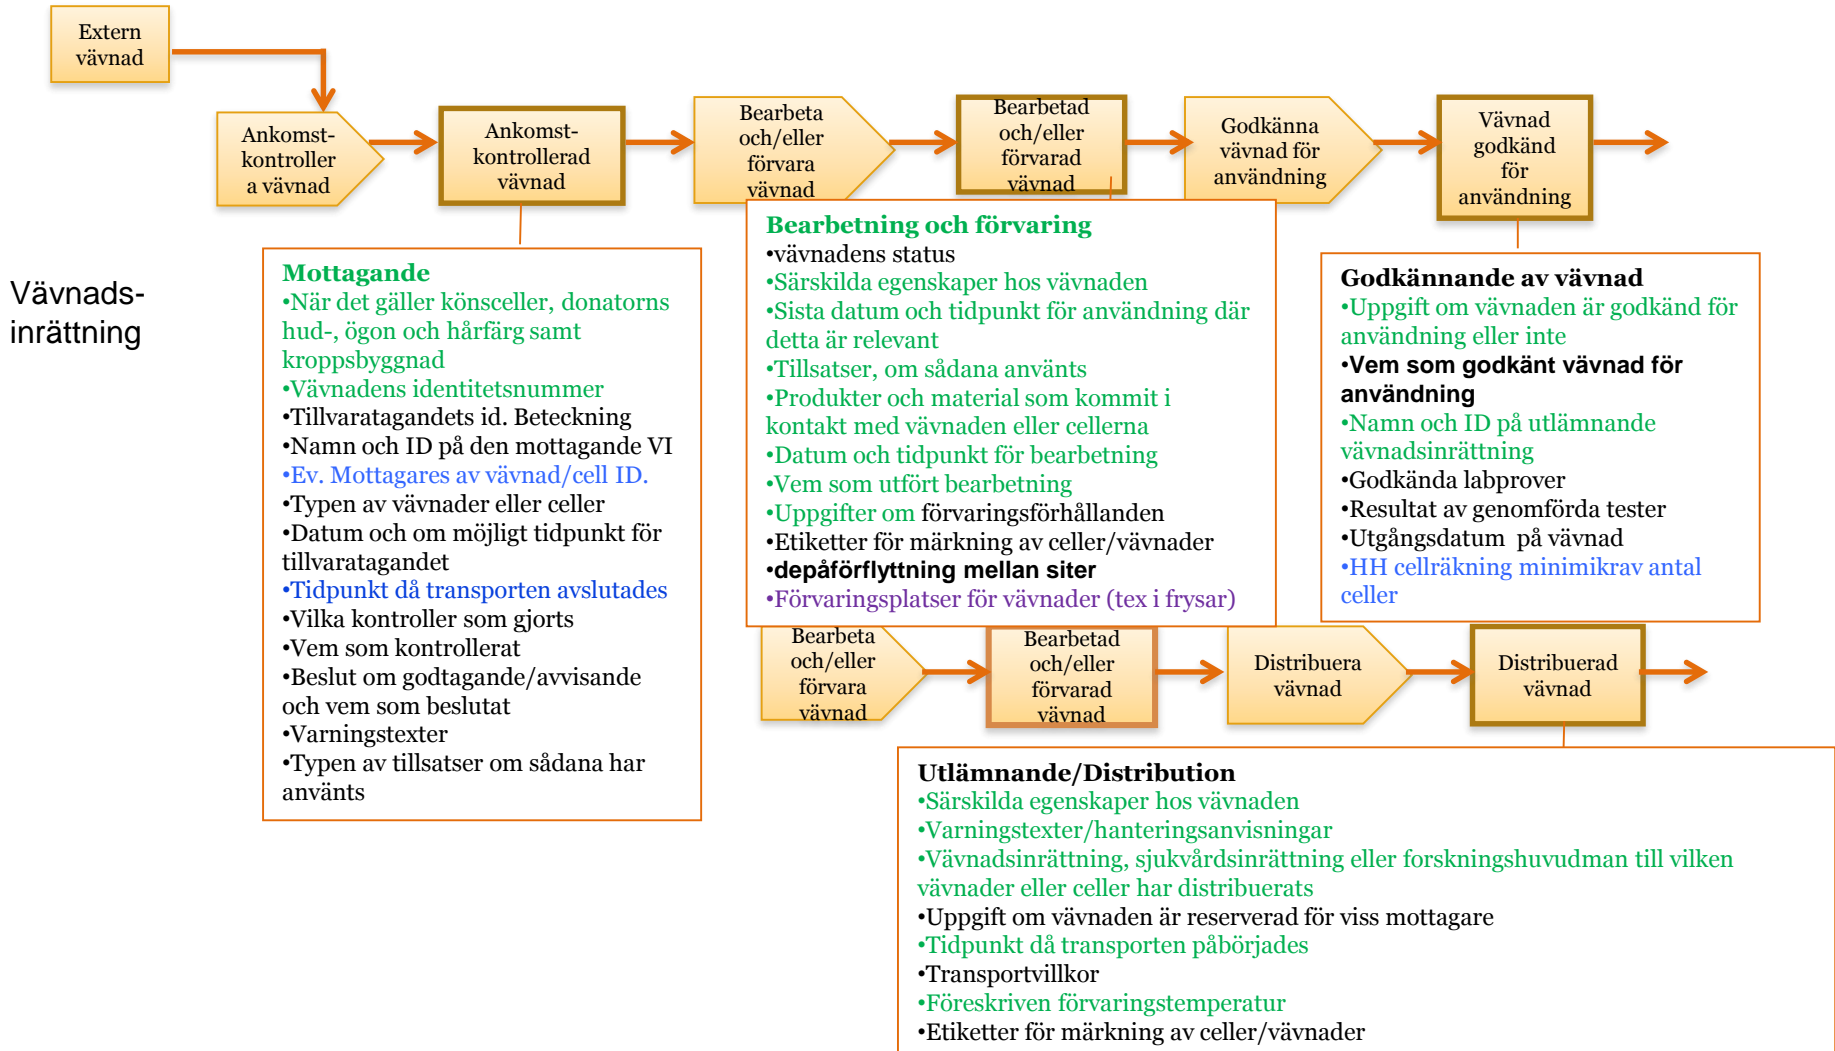 Extern
vävnad
Ankomst-
kontroller
a vävnad
Ankomst-
kontrollerad
vävnad
Bearbeta
och/eller
förvara
vävnad
Bearbetad
och/eller
förvarad
vävnad
Godkänna
vävnad för
användning
Vävnad
godkänd
för
användning
Vävnads-
inrättning
Mottagande
•När det gäller könsceller, donatorns
hud-, ögon och hårfärg samt
kroppsbyggnad
•Vävnadens identitetsnummer
•Tillvaratagandets id. Beteckning
•Namn och ID på den mottagande VI
•Ev. Mottagares av vävnad/cell ID.
•Typen av vävnader eller celler
•Datum och om möjligt tidpunkt för
tillvaratagandet
•Tidpunkt då transporten avslutades
•Vilka kontroller som gjorts
•Vem som kontrollerat
•Beslut om godtagande/avvisande
och vem som beslutat
•Varningstexter
•Typen av tillsatser om sådana har
använts
Bearbetning och förvaring
•vävnadens status
•Särskilda egenskaper hos vävnaden
•Sista datum och tidpunkt för användning där
detta är relevant
•Tillsatser, om sådana använts
•Produkter och material som kommit i
kontakt med vävnaden eller cellerna
•Datum och tidpunkt för bearbetning
•Vem som utfört bearbetning
•Uppgifter om förvaringsförhållanden
•Etiketter för märkning av celler/vävnader
•depåförflyttning mellan siter
•Förvaringsplatser för vävnader (tex i frysar)
Godkännande av vävnad
•Uppgift om vävnaden är godkänd för
användning eller inte
•Vem som godkänt vävnad för
användning
•Namn och ID på utlämnande
vävnadsinrättning
•Godkända labprover
•Resultat av genomförda tester
•Utgångsdatum  på vävnad
•HH cellräkning minimikrav antal
celler
Bearbeta
och/eller
förvara
vävnad
Bearbetad
och/eller
förvarad
vävnad
Distribuera
vävnad
Distribuerad
vävnad
Utlämnande/Distribution
•Särskilda egenskaper hos vävnaden
•Varningstexter/hanteringsanvisningar
•Vävnadsinrättning, sjukvårdsinrättning eller forskningshuvudman till vilken
vävnader eller celler har distribuerats
•Uppgift om vävnaden är reserverad för viss mottagare
•Tidpunkt då transporten påbörjades
•Transportvillkor
•Föreskriven förvaringstemperatur
•Etiketter för märkning av celler/vävnader